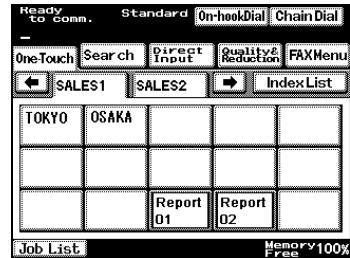 Ready to comm. Standard On-hookDial Chain Dial
One-Touch Search Direct Input Quality& Reduction FAXMenu
SALES1 SALES2 IndexList
TOKYO OSAKA
Report 01 Report 02
Job List Memory Free 100%